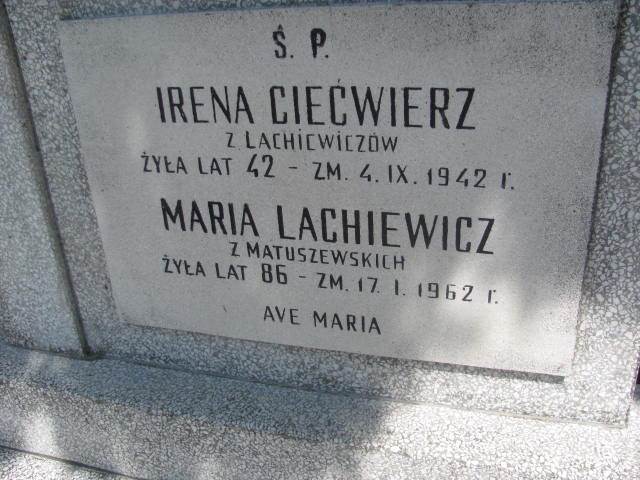 Ś. P.
IRENA CIEĆWIERZ
Z LACHIEWICZÓW
ŻYŁA LAT 42 - ZM. 4. IX. 1942 r.
MARIA LACHIEWICZ
Z MATUSZEWSKICH
ŻYŁA LAT 86 - ZM. 17. I. 1962 r.
AVE MARIA